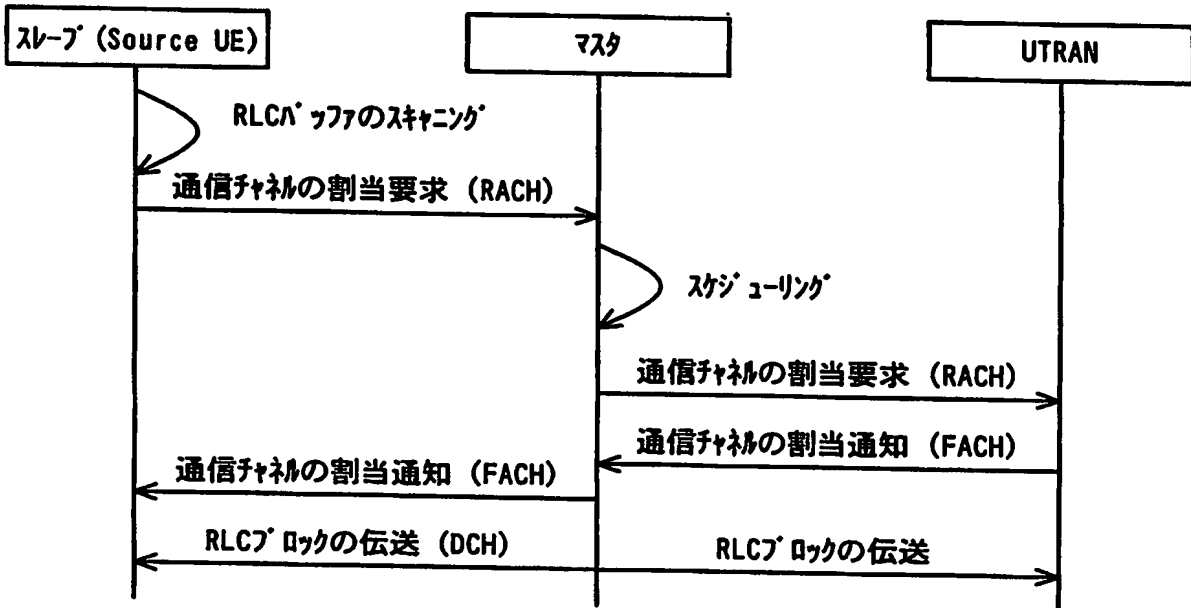 ｽﾚｰﾌﾞ (Source UE)
ﾏｽﾀ
UTRAN
RLCﾊﾞｯﾌｧのｽｷｬﾆﾝｸﾞ
通信ﾁｬﾈﾙの割当要求 (RACH)
ｽｹｼﾞｭｰﾘﾝｸﾞ
通信ﾁｬﾈﾙの割当要求 (RACH)
通信ﾁｬﾈﾙの割当通知 (FACH)
通信ﾁｬﾈﾙの割当通知 (FACH)
RLCﾌﾞﾛｯｸの伝送 (DCH)
RLCﾌﾞﾛｯｸの伝送